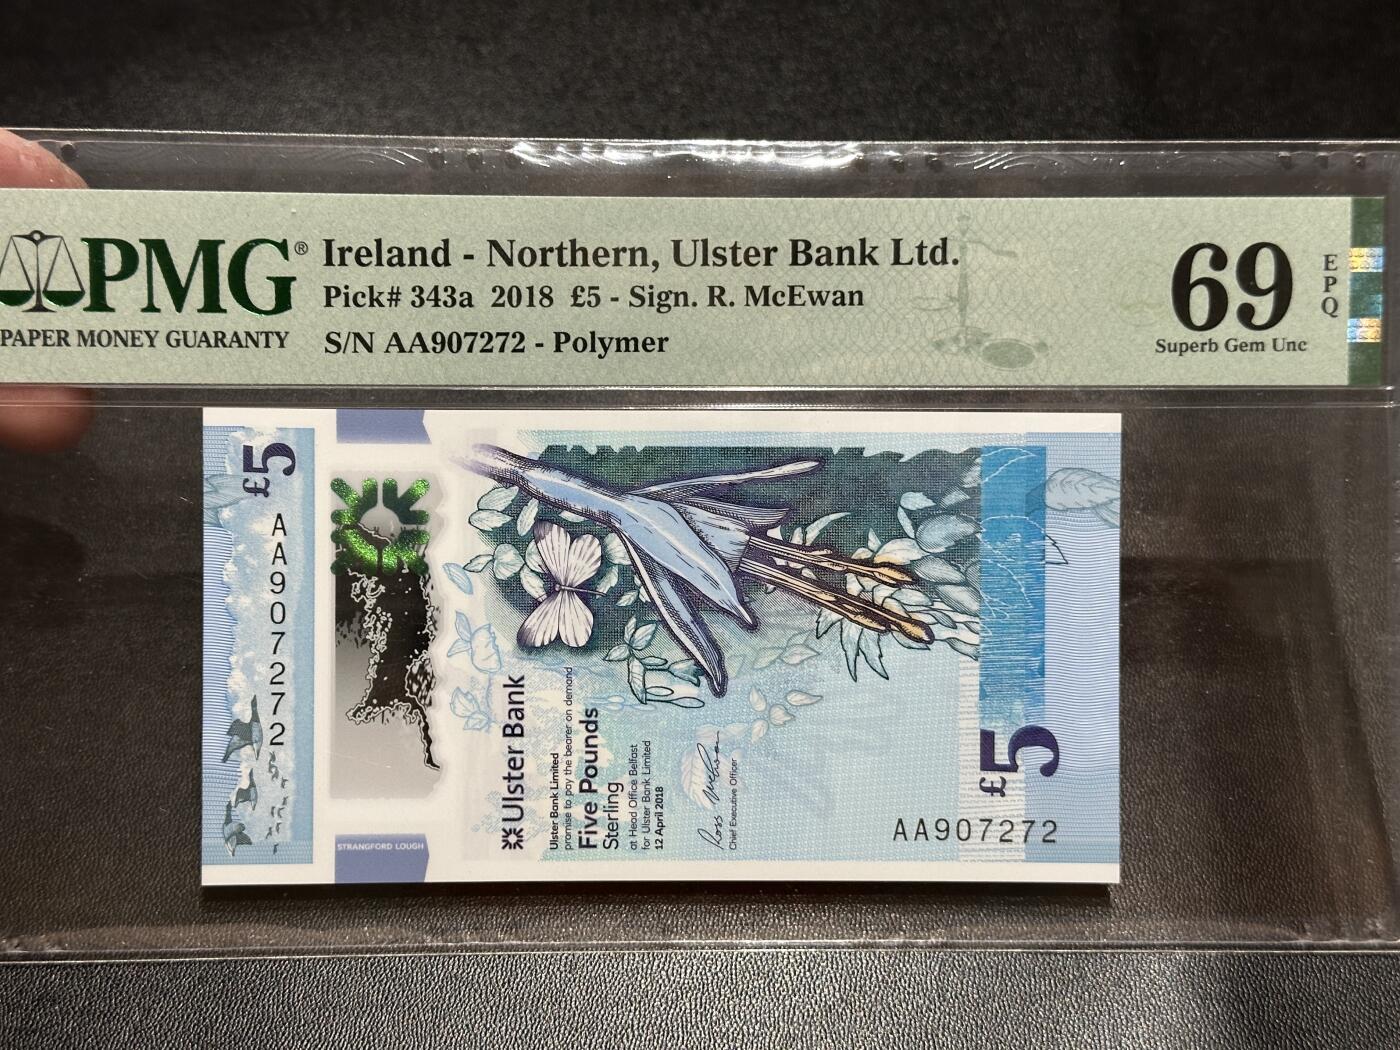 PMG®
PAPER MONEY GUARANTY
Ireland - Northern, Ulster Bank Ltd.
Pick# 343a 2018 £5 - Sign. R. McEwan
S/N AA907272 - Polymer
69
EPQ
Superb Gem Unc
£5
AA907272
STRANGFORD LOUGH
Ulster Bank
Ulster Bank Limited
promise to pay the bearer on demand
Five Pounds
Sterling
at Head Office Belfast
for Ulster Bank Limited
12 April 2018
Ross McEwan
Chief Executive Officer
£5
AA907272